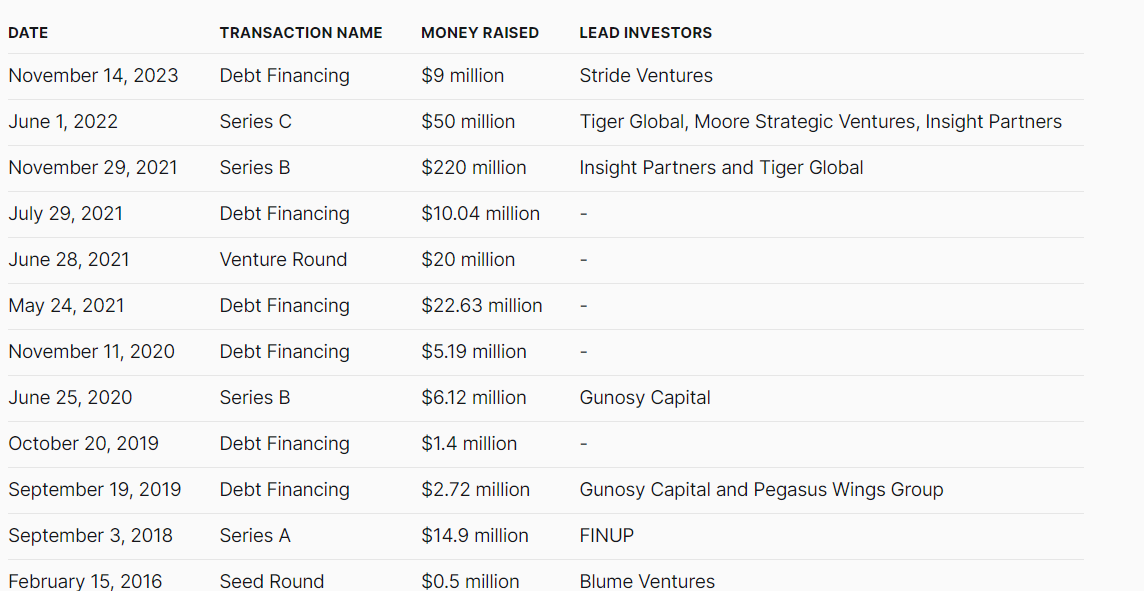 DATE TRANSACTION NAME MONEY RAISED LEAD INVESTORS
November 14, 2023 Debt Financing $9 million Stride Ventures
June 1, 2022 Series C $50 million Tiger Global, Moore Strategic Ventures, Insight Partners
November 29, 2021 Series B $220 million Insight Partners and Tiger Global
July 29, 2021 Debt Financing $10.04 million -
June 28, 2021 Venture Round $20 million -
May 24, 2021 Debt Financing $22.63 million -
November 11, 2020 Debt Financing $5.19 million -
June 25, 2020 Series B $6.12 million Gunosy Capital
October 20, 2019 Debt Financing $1.4 million -
September 19, 2019 Debt Financing $2.72 million Gunosy Capital and Pegasus Wings Group
September 3, 2018 Series A $14.9 million FINUP
February 15, 2016 Seed Round $0.5 million Blume Ventures